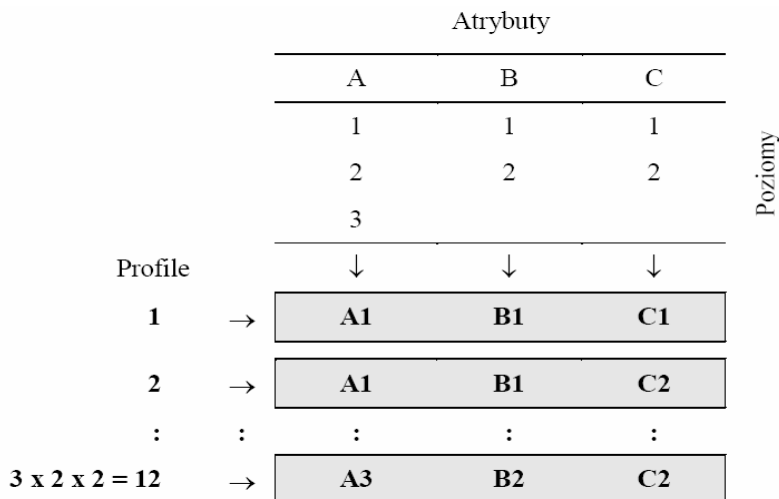 Atrybuty
A B C
1 1 1
2 2 2
3
Poziomy
Profile ↓ ↓ ↓
1 → A1 B1 C1
2 → A1 B1 C2
: : : : :
3 x 2 x 2 = 12 → A3 B2 C2